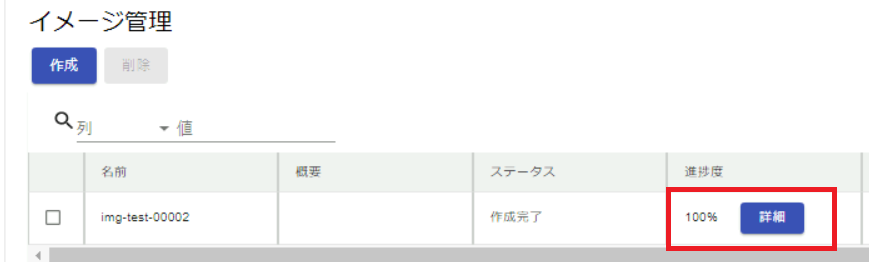 イメージ管理
作成 削除
列 値
名前 概要 ステータス 進捗度
img-test-00002 作成完了 100% 詳細